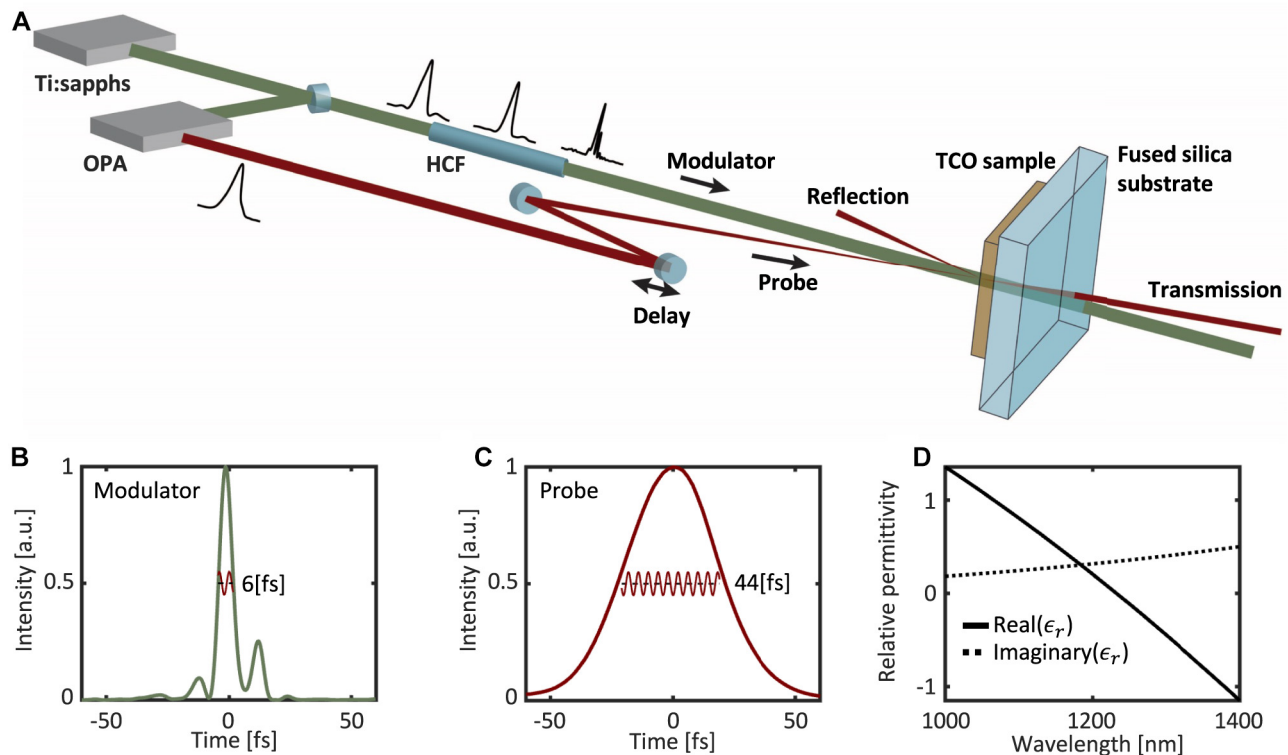 A
Ti:sapphs
OPA
HCF
Modulator
Reflection
TCO sample
Fused silica
substrate
Probe
Delay
Transmission
B
Intensity [a.u.]
1
0.5
0
Modulator
6[fs]
-50
0
50
Time [fs]
C
Intensity [a.u.]
1
0.5
0
Probe
44[fs]
-50
0
50
Time [fs]
D
Relative permittivity
1
0
-1
Real(ϵr)
Imaginary(ϵr)
1000
1200
1400
Wavelength [nm]